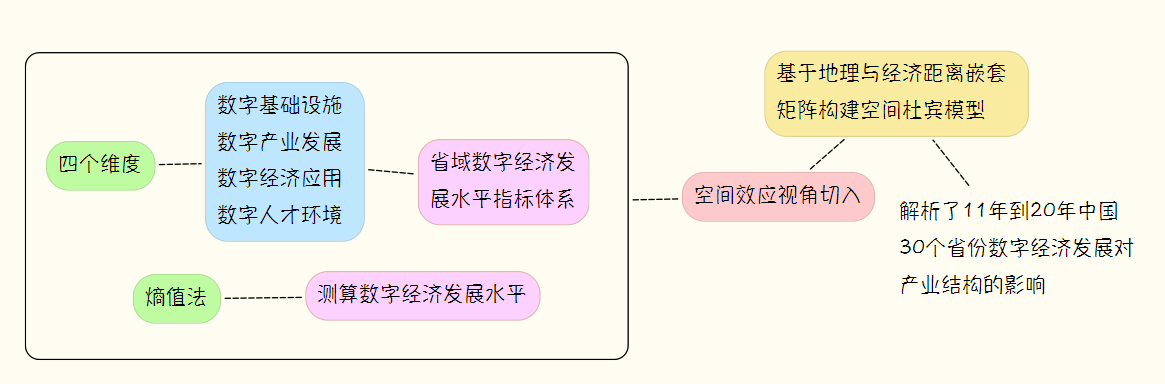 四个维度
数字基础设施
数字产业发展
数字经济应用
数字人才环境
省域数字经济发
展水平指标体系
熵值法
测算数字经济发展水平
空间效应视角切入
基于地理与经济距离嵌套
矩阵构建空间杜宾模型
解析了11年到20年中国
30个省份数字经济发展对
产业结构的影响